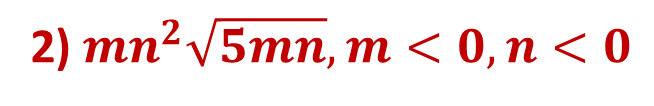 2) 𝒎𝒏²√𝟓𝒎𝒏, 𝒎 < 𝟎, 𝒏 < 𝟎